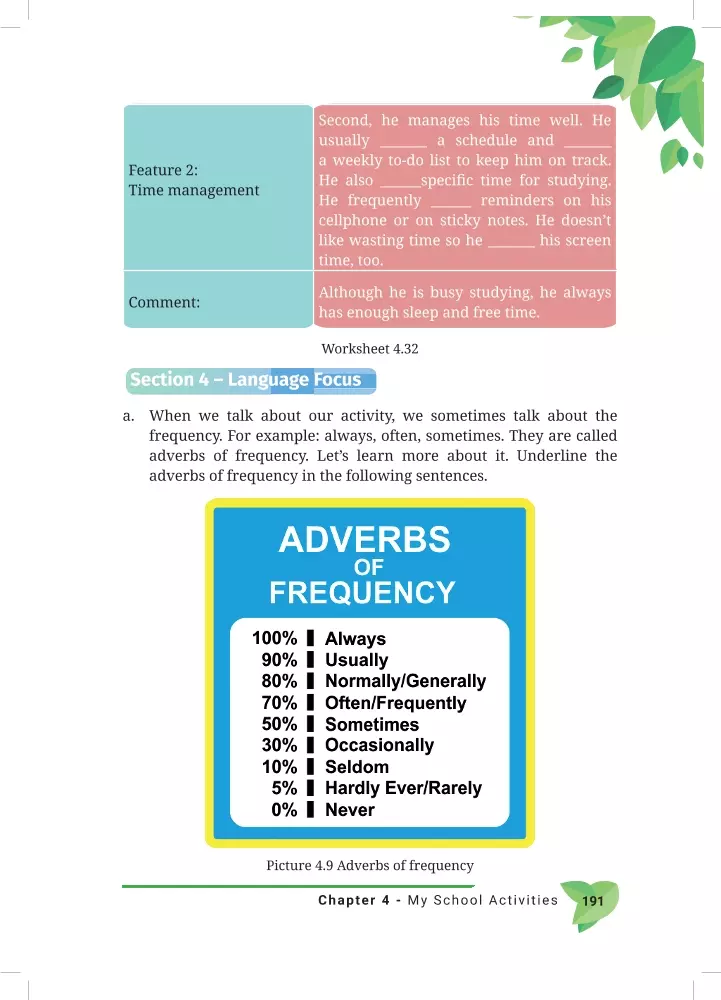 Feature 2:
Time management
Second, he manages his time well. He
usually ______ a schedule and ______
a weekly to-do list to keep him on track.
He also _____specific time for studying.
He frequently _____ reminders on his
cellphone or on sticky notes. He doesn’t
like wasting time so he ______ his screen
time, too.
Comment:
Although he is busy studying, he always
has enough sleep and free time.
Worksheet 4.32
Section 4 – Language Focus
a. When we talk about our activity, we sometimes talk about the
frequency. For example: always, often, sometimes. They are called
adverbs of frequency. Let’s learn more about it. Underline the
adverbs of frequency in the following sentences.
ADVERBS
OF
FREQUENCY
100% Always
90% Usually
80% Normally/Generally
70% Often/Frequently
50% Sometimes
30% Occasionally
10% Seldom
5% Hardly Ever/Rarely
0% Never
Picture 4.9 Adverbs of frequency
Chapter 4 - My School Activities 191